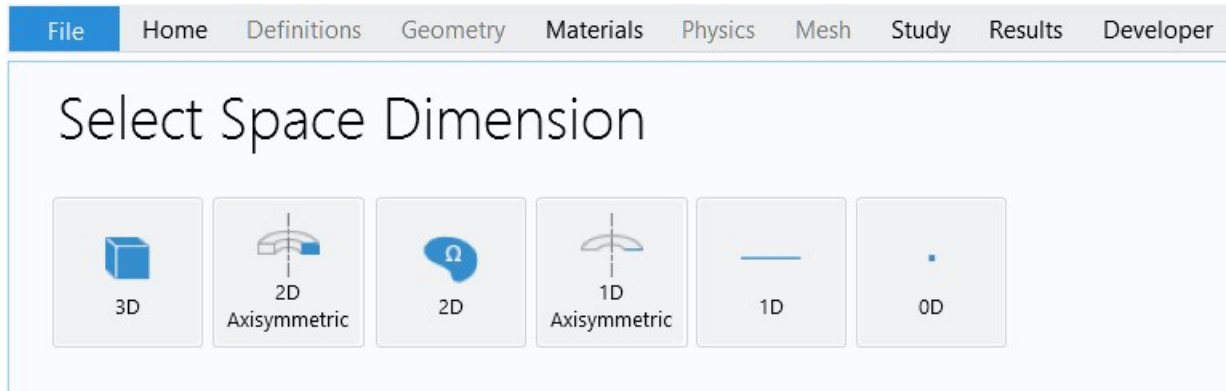 File Home Definitions Geometry Materials Physics Mesh Study Results Developer
Select Space Dimension
3D
2D
Axisymmetric
Ω
2D
1D
Axisymmetric
1D
0D